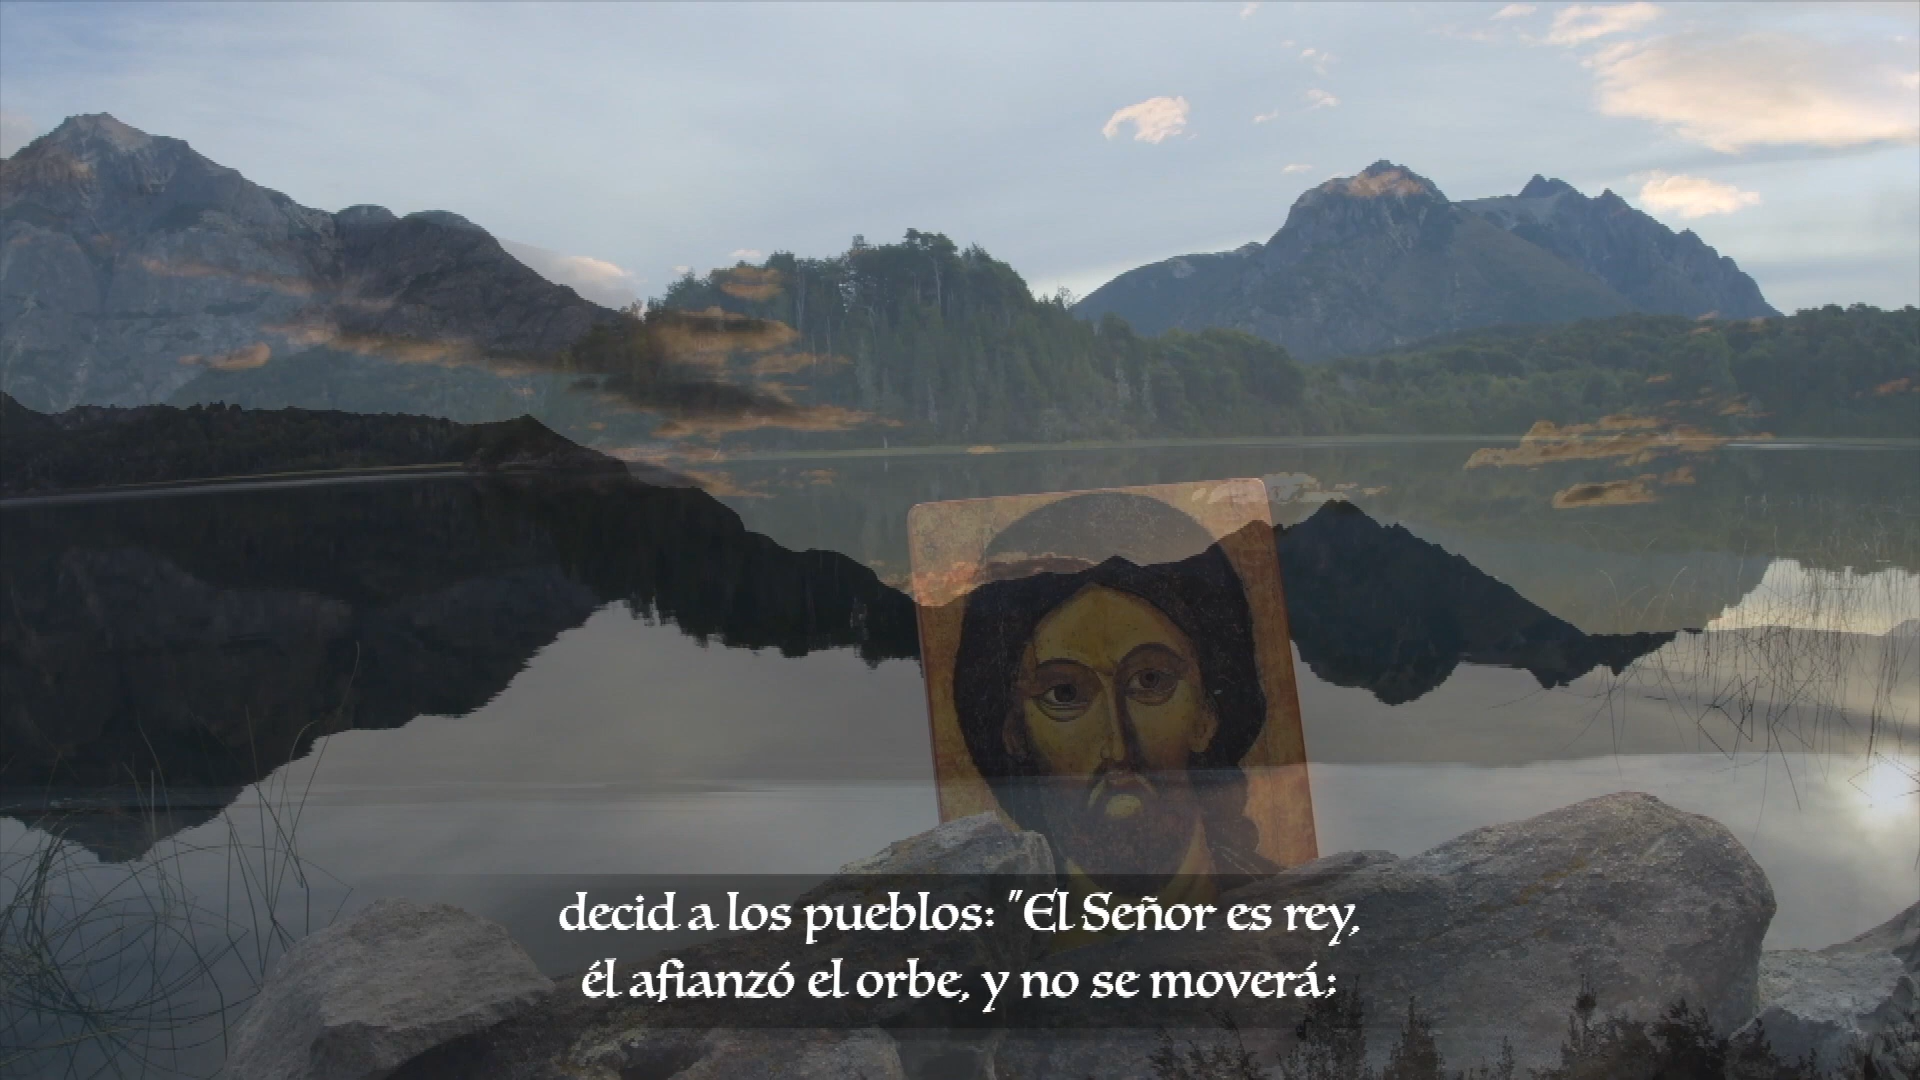 decid a los pueblos: "El Señor es rey,
él afianzó el orbe, y no se moverá;